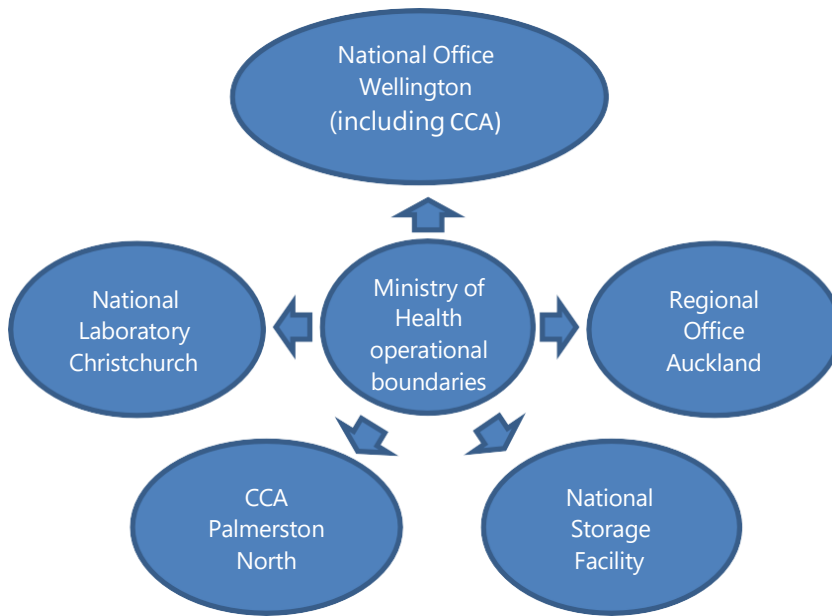 National Office
Wellington
(including CCA)
National
Laboratory
Christchurch
Ministry of
Health
operational
boundaries
Regional
Office
Auckland
CCA
Palmerston
North
National
Storage
Facility